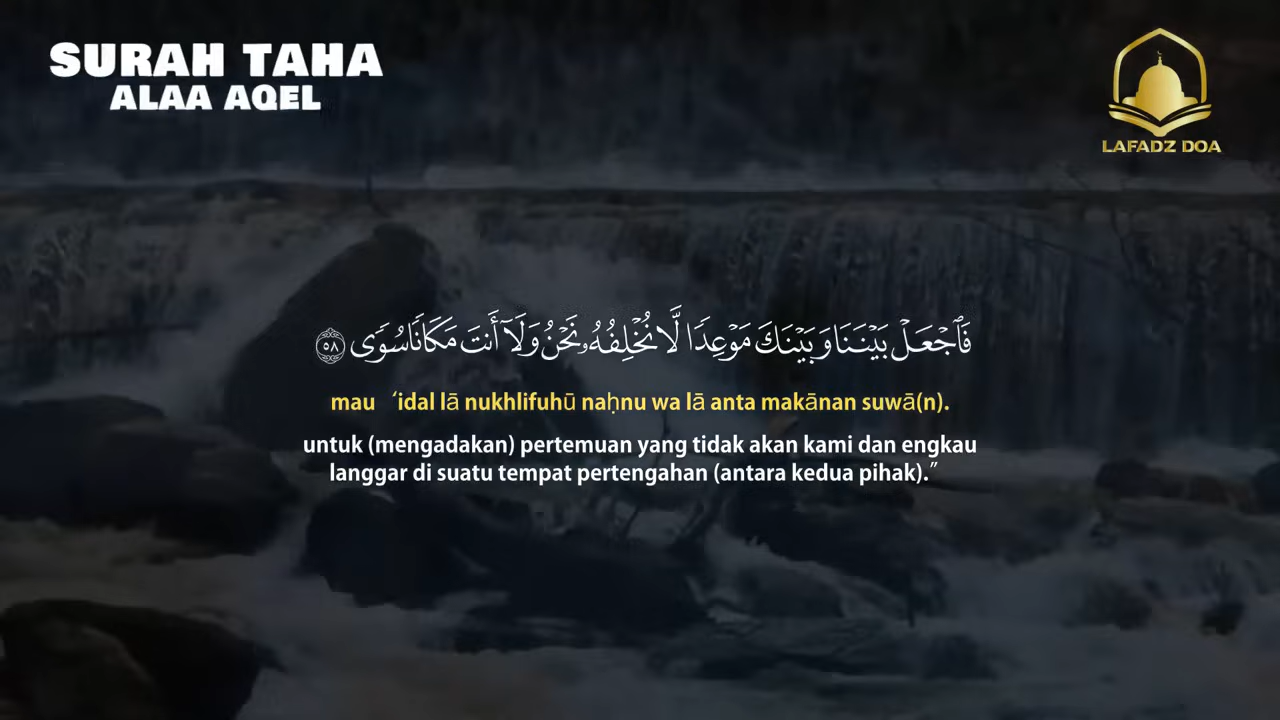 SURAH TAHA
ALAA AQEL
LAFADZ DOA
فَٱجْعَلْ بَيْنَنَا وَبَيْنَكَ مَوْعِدًا لَّا نُخْلِفُهُۥ نَحْنُ وَلَآ أَنتَ مَكَانًا سُوًى ٥٨
mau ‘idal lā nukhlifuhū naḥnu wa lā anta makānan suwā(n).
untuk (mengadakan) pertemuan yang tidak akan kami dan engkau
langgar di suatu tempat pertengahan (antara kedua pihak).”